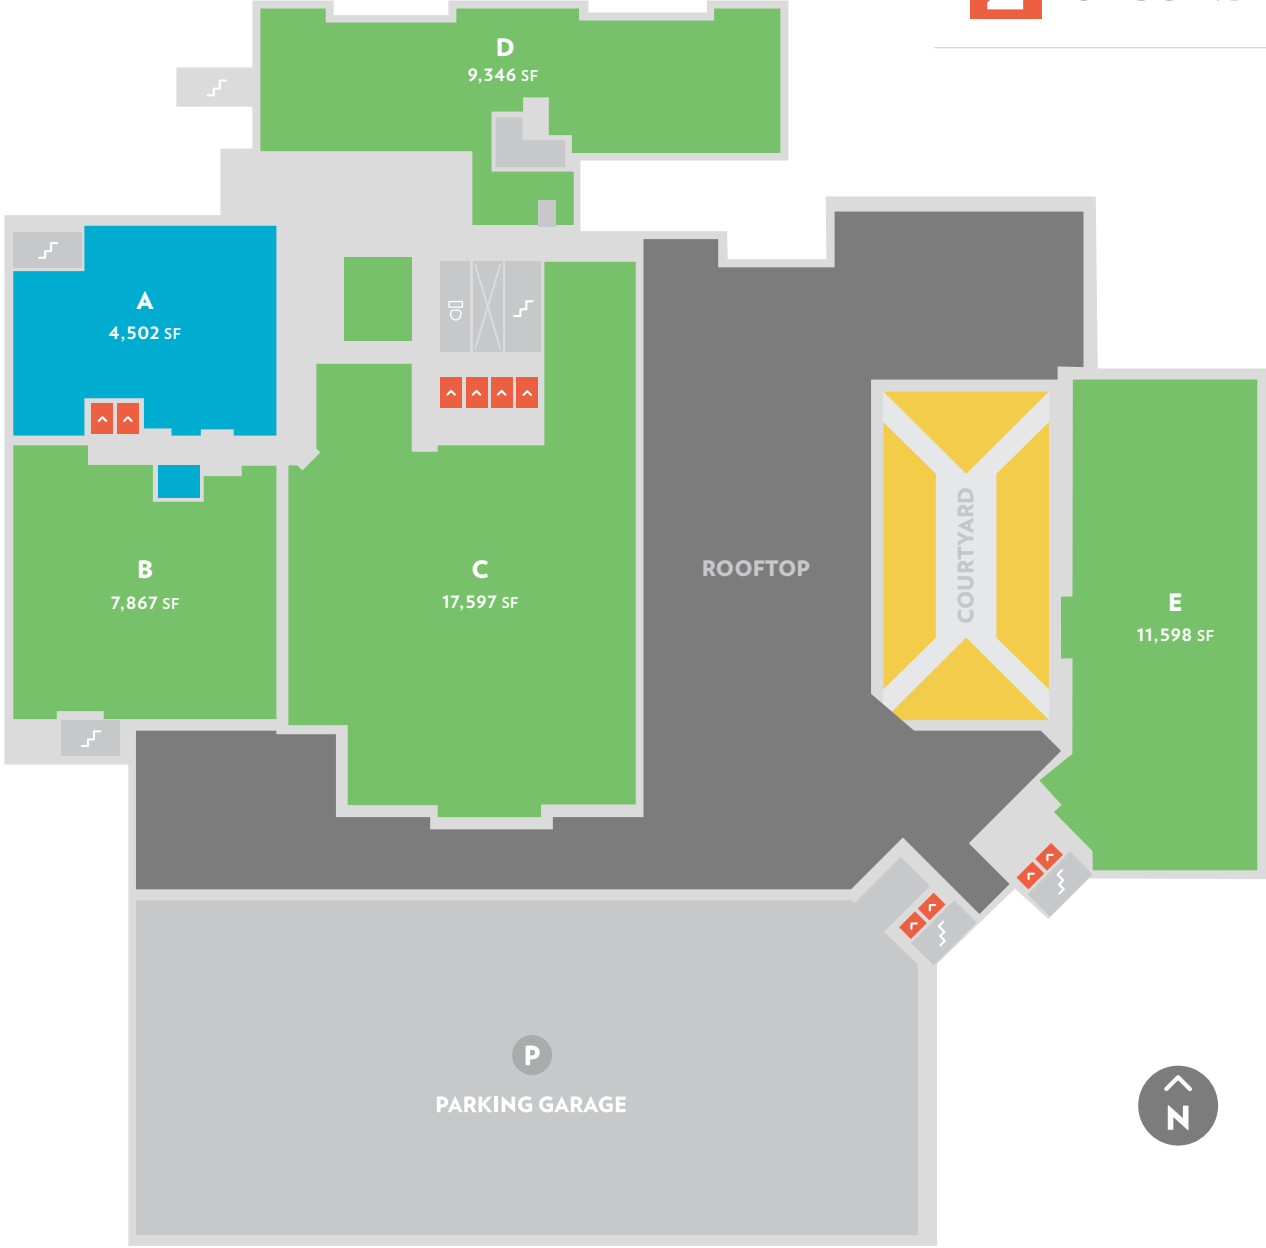 D
9,346 SF
A
4,502 SF
B
7,867 SF
C
17,597 SF
ROOFTOP
COURTYARD
E
11,598 SF
P
PARKING GARAGE
N